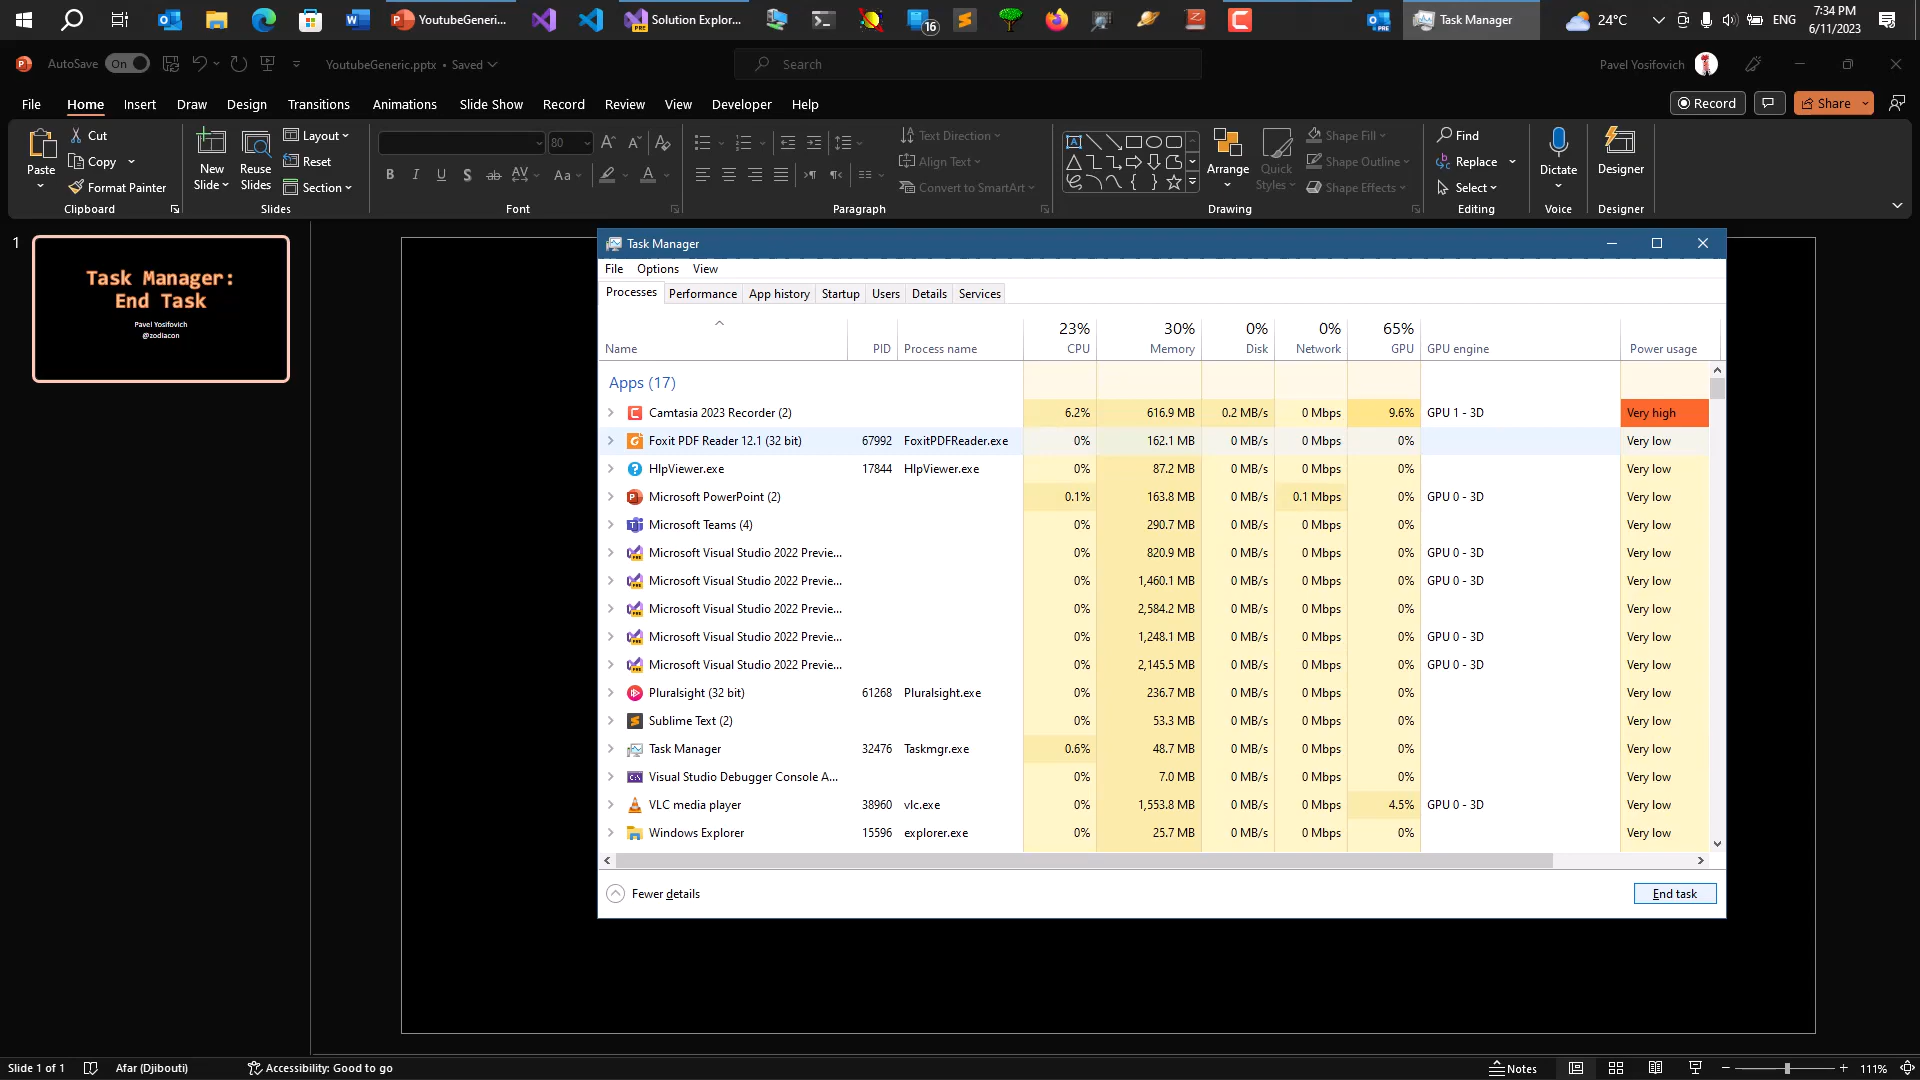 YoutubeGeneri...
Solution Explor...
16
Task Manager
24°C
ENG
7:34 PM
6/11/2023
AutoSave On
YoutubeGeneric.pptx • Saved
Search
Pavel Yosifovich
File Home Insert Draw Design Transitions Animations Slide Show Record Review View Developer Help
Record
Share
Paste
Cut
Copy
Format Painter
Clipboard
New Slide
Reuse Slides
Layout
Reset
Section
Slides
80
Font
Text Direction
Align Text
Convert to SmartArt
Paragraph
Arrange
Quick Styles
Shape Fill
Shape Outline
Shape Effects
Drawing
Find
Replace
Select
Editing
Dictate
Voice
Designer
Designer
1
Task Manager:
End Task
Pavel Yosifovich
@zodiacon
Task Manager
File Options View
Processes Performance App history Startup Users Details Services
23% 30% 0% 0% 65%
Name PID Process name CPU Memory Disk Network GPU GPU engine Power usage
Apps (17)
Camtasia 2023 Recorder (2) 6.2% 616.9 MB 0.2 MB/s 0 Mbps 9.6% GPU 1 - 3D Very high
Foxit PDF Reader 12.1 (32 bit) 67992 FoxitPDFReader.exe 0% 162.1 MB 0 MB/s 0 Mbps 0% Very low
HlpViewer.exe 17844 HlpViewer.exe 0% 87.2 MB 0 MB/s 0 Mbps 0% Very low
Microsoft PowerPoint (2) 0.1% 163.8 MB 0 MB/s 0.1 Mbps 0% GPU 0 - 3D Very low
Microsoft Teams (4) 0% 290.7 MB 0 MB/s 0 Mbps 0% Very low
Microsoft Visual Studio 2022 Previe... 0% 820.9 MB 0 MB/s 0 Mbps 0% GPU 0 - 3D Very low
Microsoft Visual Studio 2022 Previe... 0% 1,460.1 MB 0 MB/s 0 Mbps 0% GPU 0 - 3D Very low
Microsoft Visual Studio 2022 Previe... 0% 2,584.2 MB 0 MB/s 0 Mbps 0% Very low
Microsoft Visual Studio 2022 Previe... 0% 1,248.1 MB 0 MB/s 0 Mbps 0% GPU 0 - 3D Very low
Microsoft Visual Studio 2022 Previe... 0% 2,145.5 MB 0 MB/s 0 Mbps 0% GPU 0 - 3D Very low
Pluralsight (32 bit) 61268 Pluralsight.exe 0% 236.7 MB 0 MB/s 0 Mbps 0% Very low
Sublime Text (2) 0% 53.3 MB 0 MB/s 0 Mbps 0% Very low
Task Manager 32476 Taskmgr.exe 0.6% 48.7 MB 0 MB/s 0 Mbps 0% Very low
Visual Studio Debugger Console A... 0% 7.0 MB 0 MB/s 0 Mbps 0% Very low
VLC media player 38960 vlc.exe 0% 1,553.8 MB 0 MB/s 0 Mbps 4.5% GPU 0 - 3D Very low
Windows Explorer 15596 explorer.exe 0% 25.7 MB 0 MB/s 0 Mbps 0% Very low
Fewer details
End task
Slide 1 of 1 Afar (Djibouti) Accessibility: Good to go Notes 111%